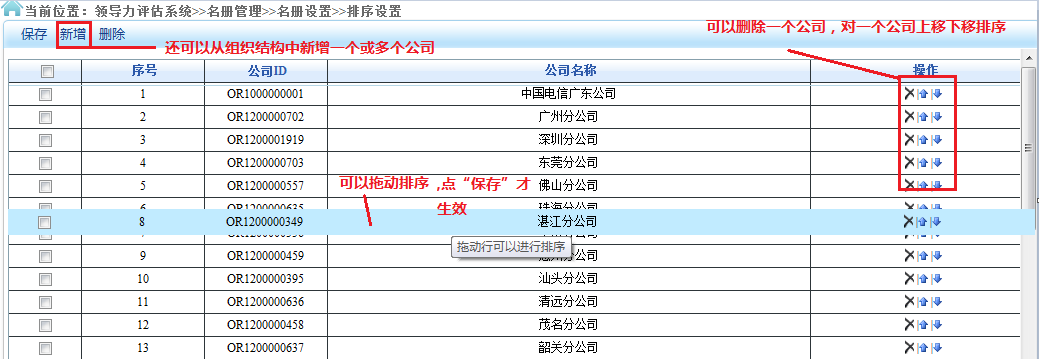 当前位置：领导力评估系统>>名册管理>>名册设置>>排序设置
保存 新增 删除
还可以从组织结构中新增一个或多个公司
可以删除一个公司，对一个公司上移下移排序
序号 公司ID 公司名称 操作
1 OR1000000001 中国电信广东公司
2 OR1200000702 广州分公司
3 OR1200001919 深圳分公司
4 OR1200000703 东莞分公司
5 OR1200000557 佛山分公司
可以拖动排序,点“保存”才
生效
6 OR1200000635 珠海分公司
8 OR1200000349 湛江分公司
拖动行可以进行排序
9 OR1200000459
10 OR1200000395 汕头分公司
11 OR1200000636 清远分公司
12 OR1200000458 茂名分公司
13 OR1200000637 韶关分公司